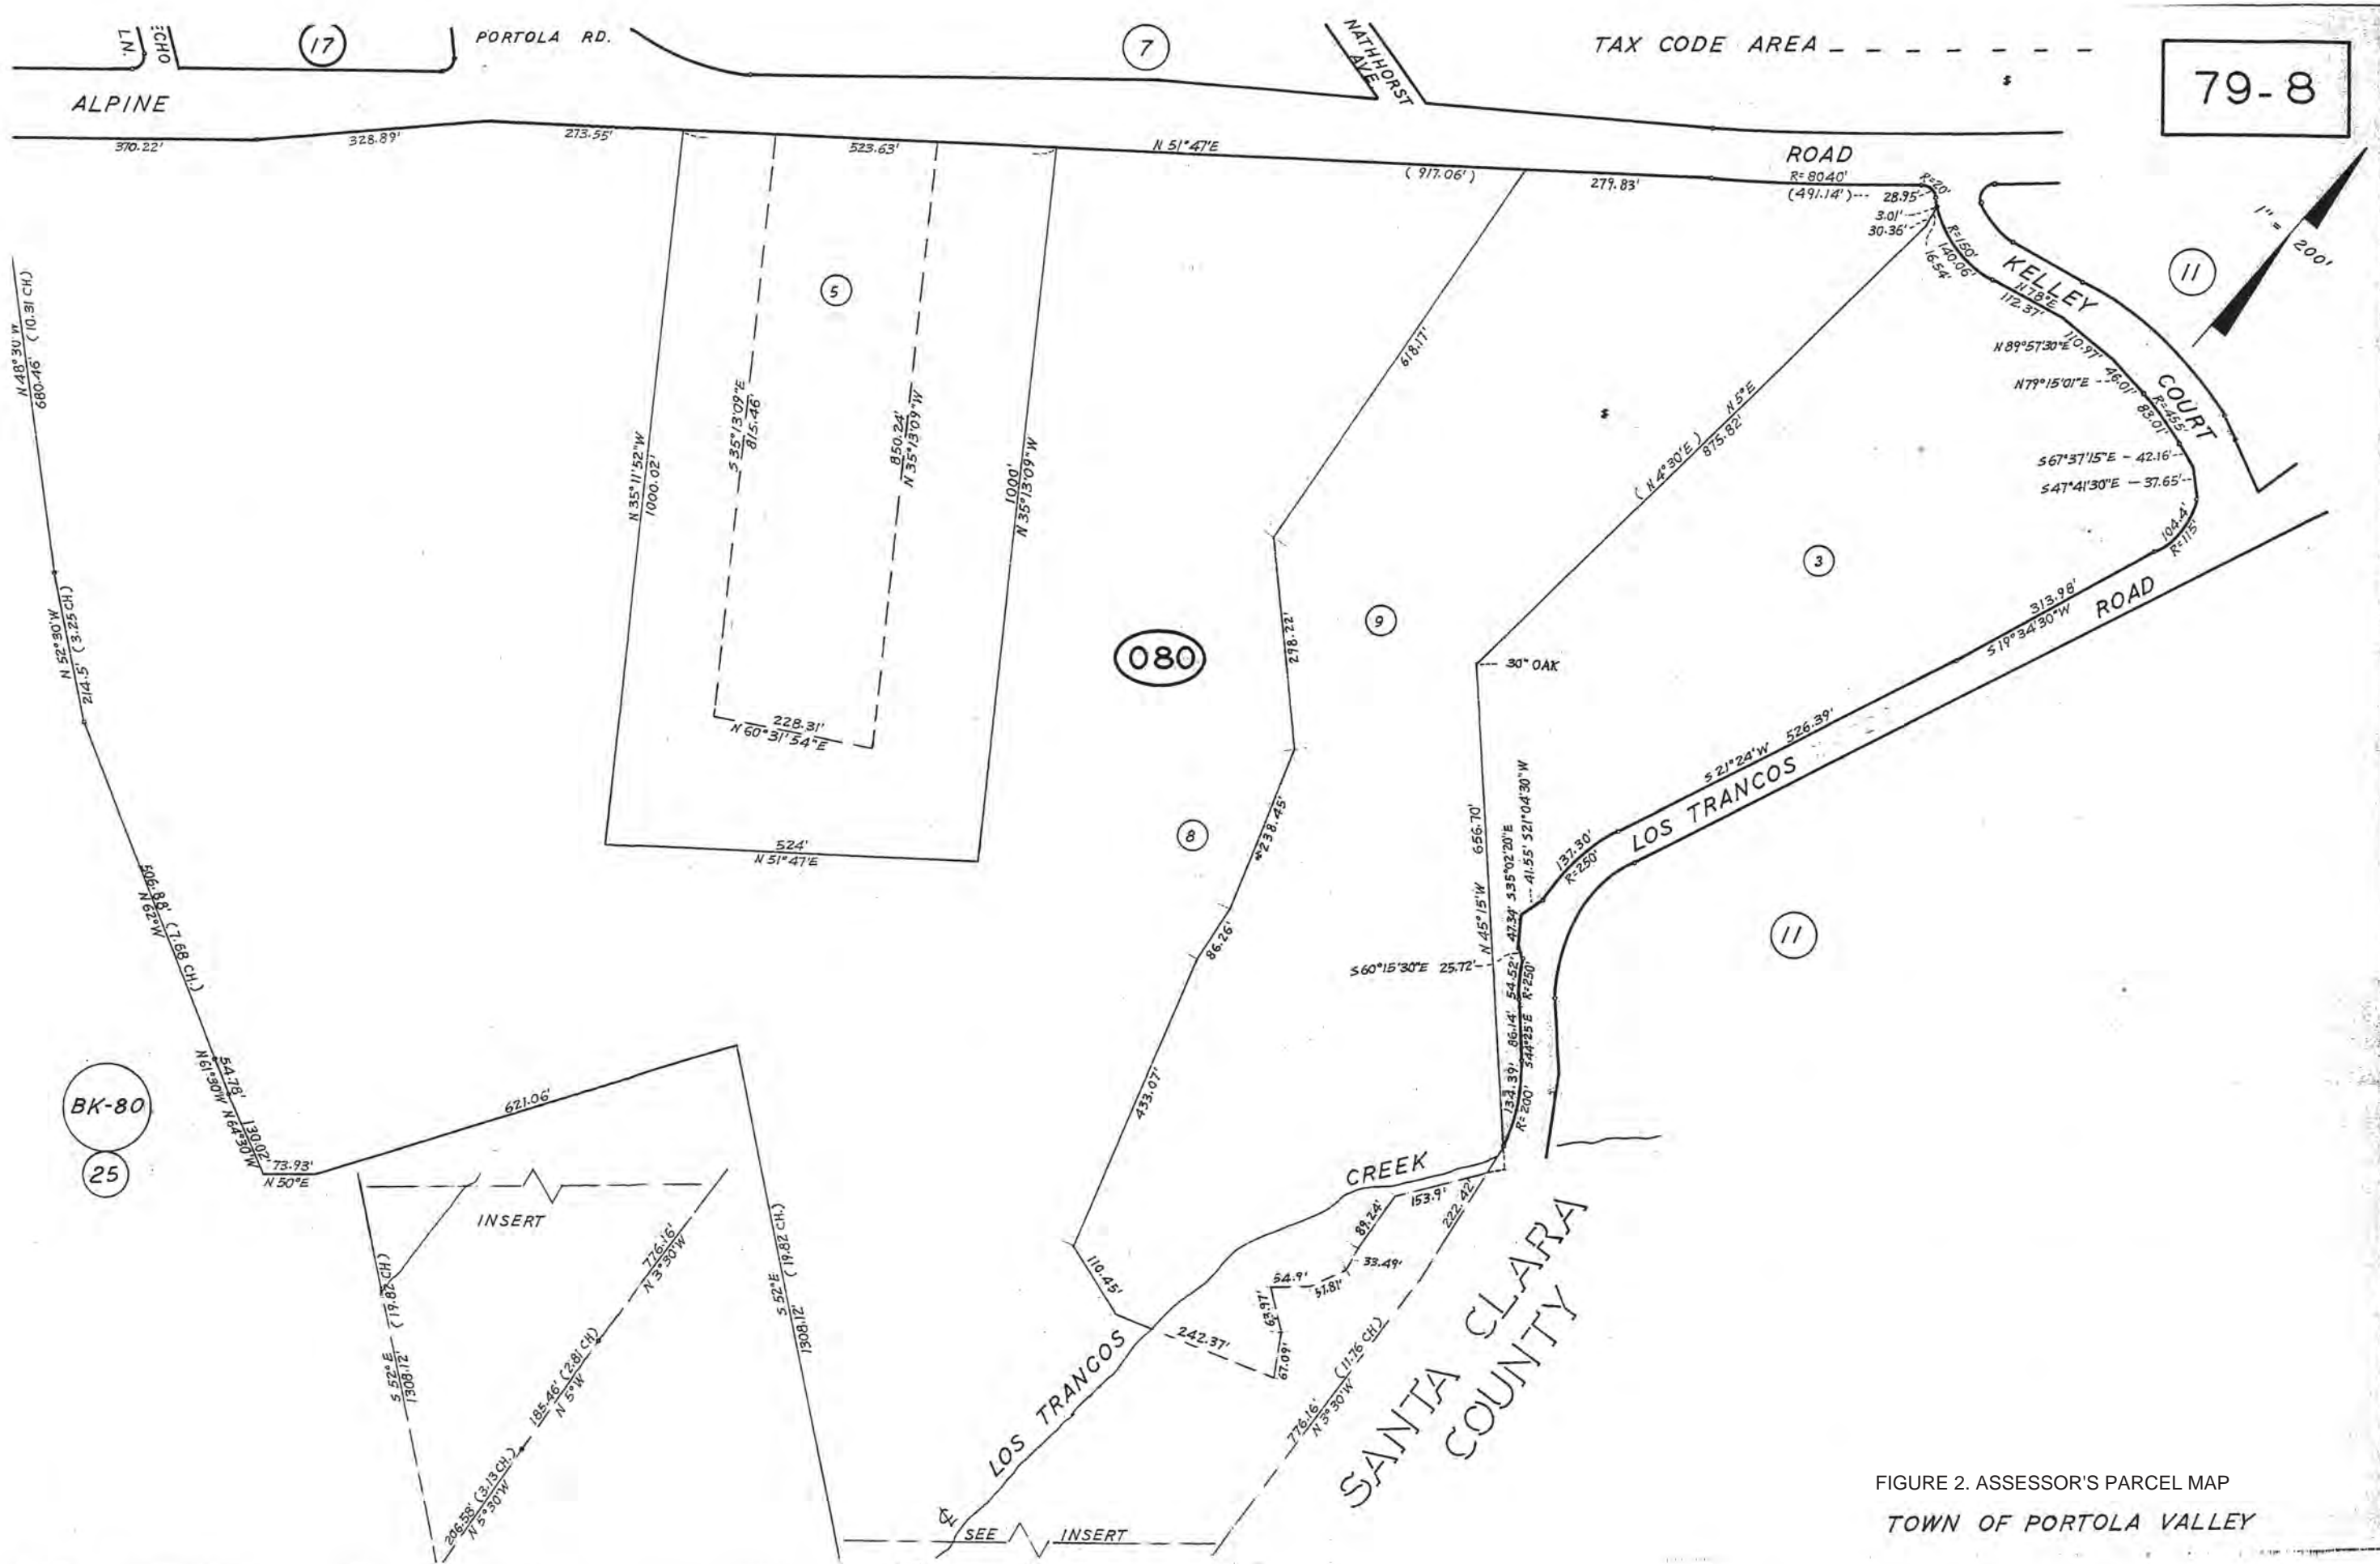 ECHO
LN.
17
PORTOLA RD.
7
NATHHORST
AVE
TAX CODE AREA
79-8
ALPINE
370.22'
328.89'
273.55'
523.63'
N 51°47'E
(917.06')
279.83'
ROAD
R=8040'
(491.14')--- 28.95'
R=20'
3.01'
30.36'
16.54'
R=150'
140.06'
KELLEY
N 78°E
112.37'
11
1" = 200'
N 89°57'30"E
110.97'
N79°15'01"E
46.01'
COURT
R=455'
83.01'
S67°37'15"E - 42.16'
S47°41'30"E - 37.65'
104.4'
R=115'
5
N48°30'W
680.46' (10.31 CH.)
N 52°30'W
214.5' (3.25 CH)
N 35°11'52"W
1000.02'
S 35°13'09"E
815.46'
850.24'
N 35°13'09"W
1000'
N 35°13'09"W
618.17'
(N 4°30'E) N 5°E
875.82'
3
9
080
298.22'
30" OAK
313.98'
S19°34'30"W
ROAD
228.31'
N 60°31'54"E
524'
N 51°47'E
8
238.45'
86.26'
656.70'
N 45°15'W
S 21°24'W 526.39'
LOS TRANCOS
137.30'
R=250'
41.55' S21°04'30"W
47.34' S35°02'20"E
S60°15'30"E 25.72'
54.52'
R=250'
86.14'
S44°25'E
134.39'
R=200'
11
506.88' (7.68 CH.)
N 62°W
54.78'
N61°30'W
130.02'
N64°30'W
73.93'
N 50°E
621.06'
BK-80
25
433.07'
110.45'
CREEK
153.9'
89.24'
222.42'
33.49'
54.9'
51.81'
63.97'
67.09'
242.37'
INSERT
776.16'
N 3°30'W
S 52°E (19.82 CH)
1308.12'
S 52°E (19.82 CH.)
1308.12'
185.46' (2.81 CH)
N 5°W
206.58' (3.13 CH.)
N 5°30'W
LOS TRANCOS
776.16' (11.76 CH)
N 3°30'W
SANTA CLARA
COUNTY
SEE INSERT
FIGURE 2. ASSESSOR'S PARCEL MAP
TOWN OF PORTOLA VALLEY